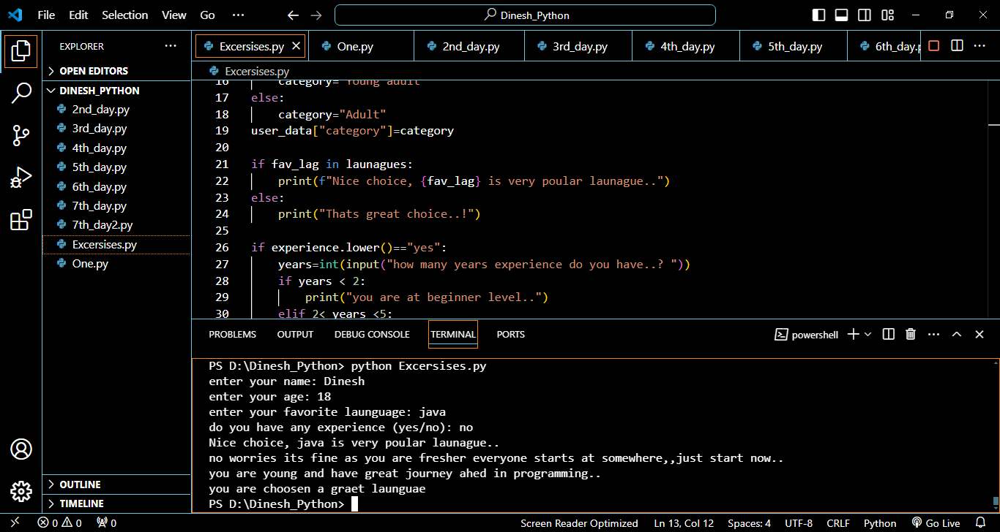 File Edit Selection View Go ··· Dinesh_Python
EXPLORER ···
OPEN EDITORS
DINESH_PYTHON
2nd_day.py
3rd_day.py
4th_day.py
5th_day.py
6th_day.py
7th_day.py
7th_day2.py
Excersises.py
One.py
OUTLINE
TIMELINE
Excersises.py One.py 2nd_day.py 3rd_day.py 4th_day.py 5th_day.py 6th_day.p ···
Excersises.py
16 category="Young adult"
17 else:
18 category="Adult"
19 user_data["category"]=category
20
21 if fav_lag in launagues:
22 print(f"Nice choice, {fav_lag} is very poular launague..")
23 else:
24 print("Thats great choice..!")
25
26 if experience.lower()=="yes":
27 years=int(input("how many years experience do you have..? "))
28 if years < 2:
29 print("you are at beginner level..")
30 elif 2< years <5:
PROBLEMS OUTPUT DEBUG CONSOLE TERMINAL PORTS powershell ···
PS D:\Dinesh_Python> python Excersises.py
enter your name: Dinesh
enter your age: 18
enter your favorite launguage: java
do you have any experience (yes/no): no
Nice choice, java is very poular launague..
no worries its fine as you are fresher everyone starts at somewhere,,just start now..
you are young and have great journey ahed in programming..
you are choosen a graet launguae
PS D:\Dinesh_Python>
0 0 0 Screen Reader Optimized Ln 13, Col 12 Spaces: 4 UTF-8 CRLF Python Go Live